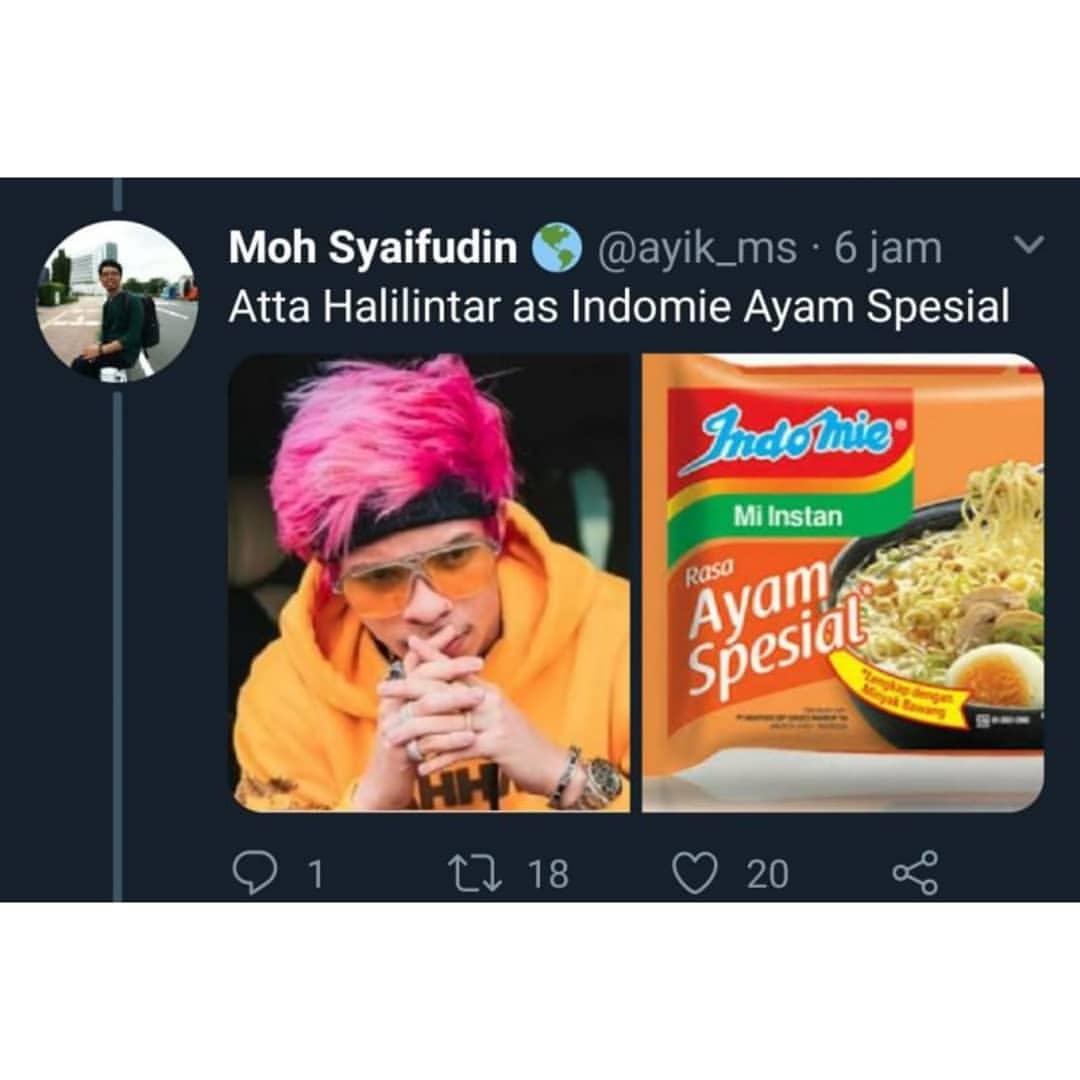 Moh Syaifudin 🌎 @ayik_ms · 6 jam
Atta Halilintar as Indomie Ayam Spesial
HH
Indomie®
Mi Instan
Rasa
Ayam
Spesial*
*Lengkap dengan
Minyak Bawang
1 18 20